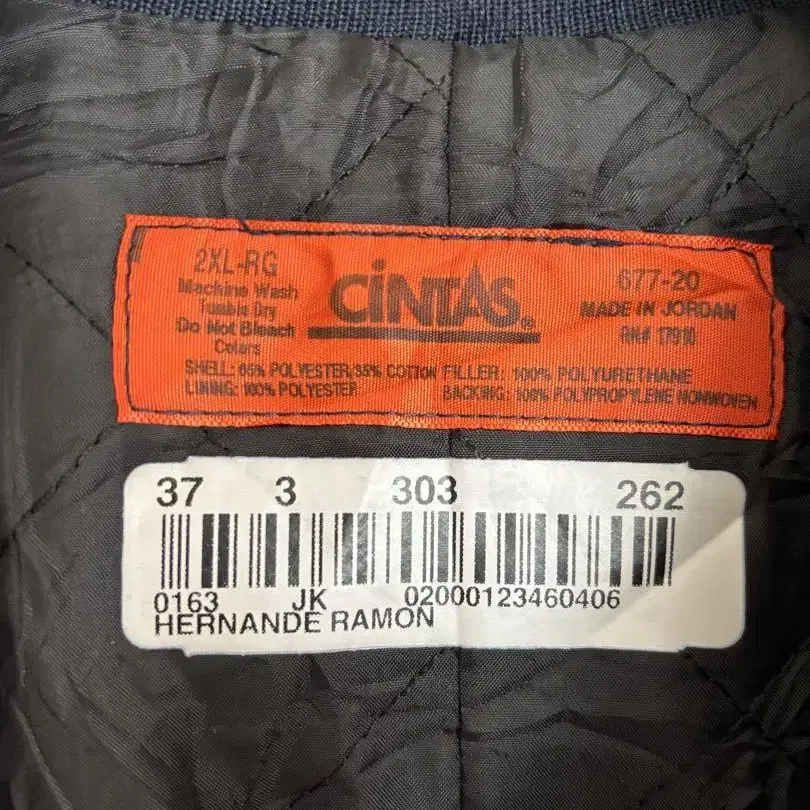 2XL-RG
Machine Wash
Tumble Dry
Do Not Bleach
Colors
CiNTAS®
677-20
MADE IN JORDAN
RN# 17910
SHELL: 65% POLYESTER/35% COTTON FILLER: 100% POLYURETHANE
LINING: 100% POLYESTER BACKING: 100% POLYPROPYLENE NONWOVEN
37 3 303 262
0163 JK 02000123460406
HERNANDE RAMON